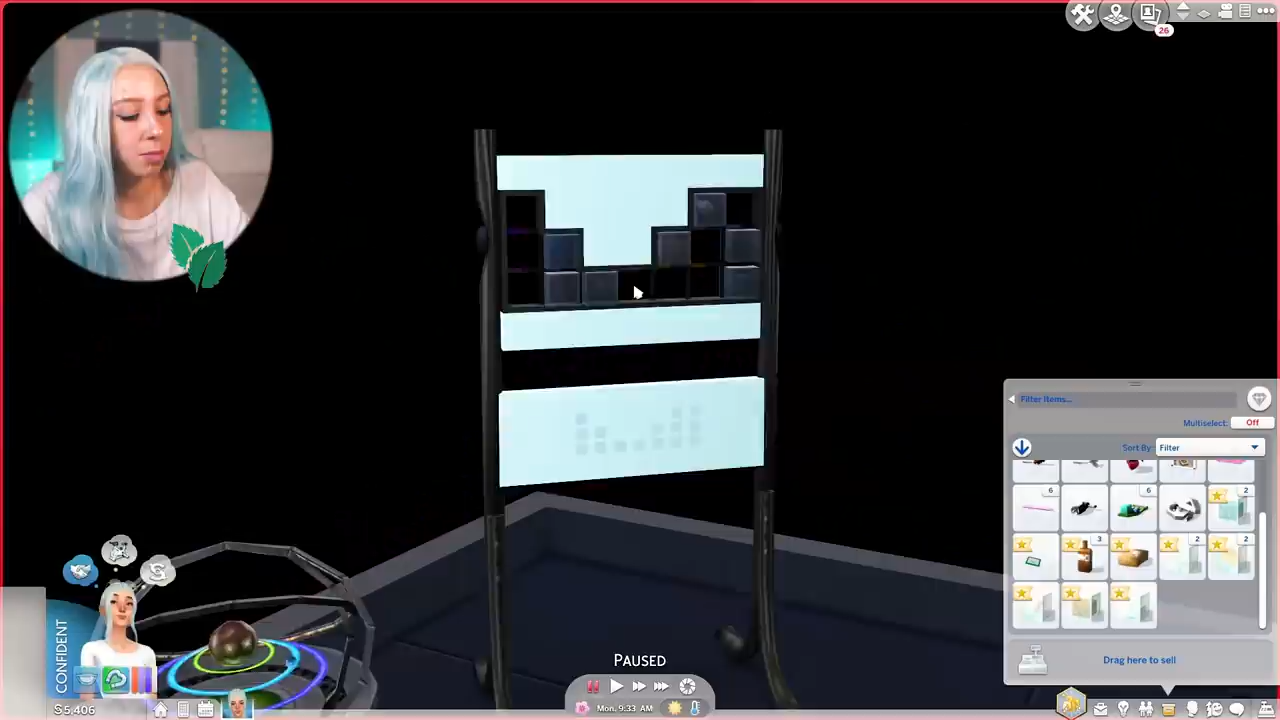 26
Filter Items...
Multiselect: Off
Sort By: Filter
6
6
2
3
2
2
Drag here to sell
CONFIDENT
PAUSED
§5,406
Mon. 9:33 AM